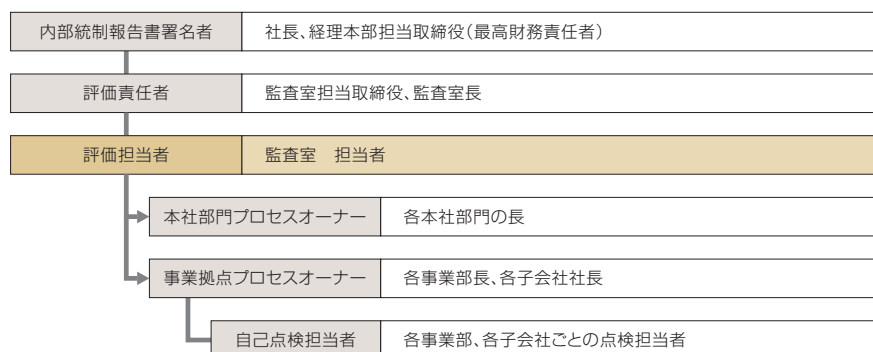 内部統制報告書署名者 社長、経理本部担当取締役（最高財務責任者）
評価責任者 監査室担当取締役、監査室長
評価担当者 監査室　担当者
本社部門プロセスオーナー 各本社部門の長
事業拠点プロセスオーナー 各事業部長、各子会社社長
自己点検担当者 各事業部、各子会社ごとの点検担当者